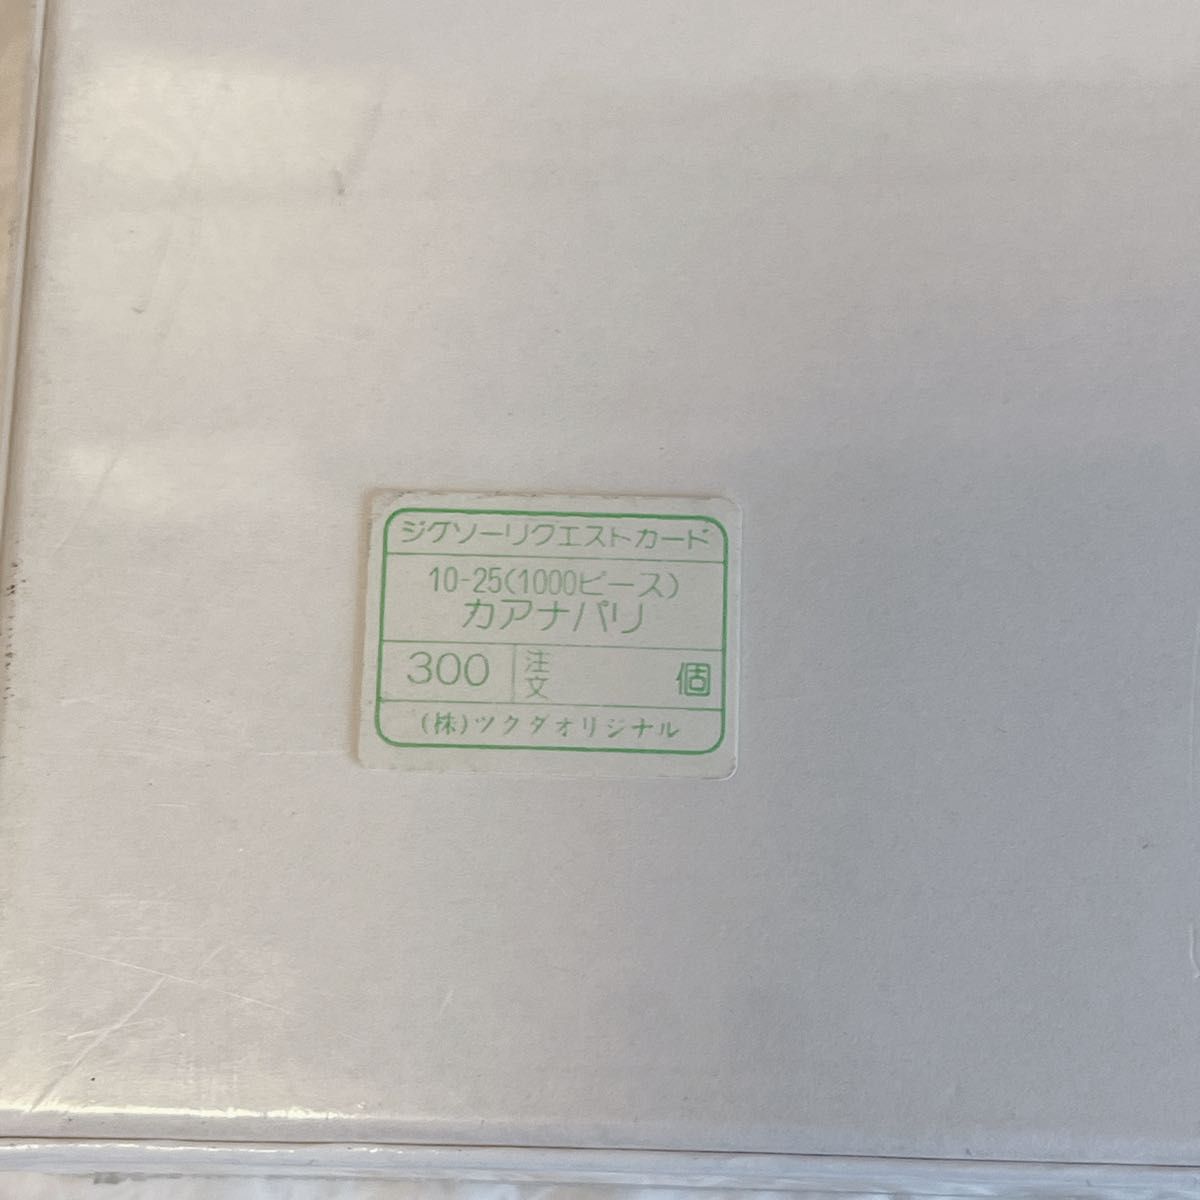 ジグソーリクエストカード
10-25(1000ピース)
カアナパリ
300 注文 個
(株)ツクダオリジナル